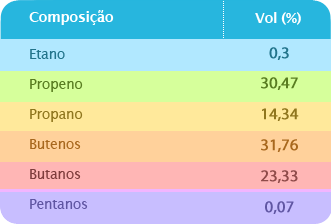 Composição Vol (%)
Etano 0,3
Propeno 30,47
Propano 14,34
Butenos 31,76
Butanos 23,33
Pentanos 0,07